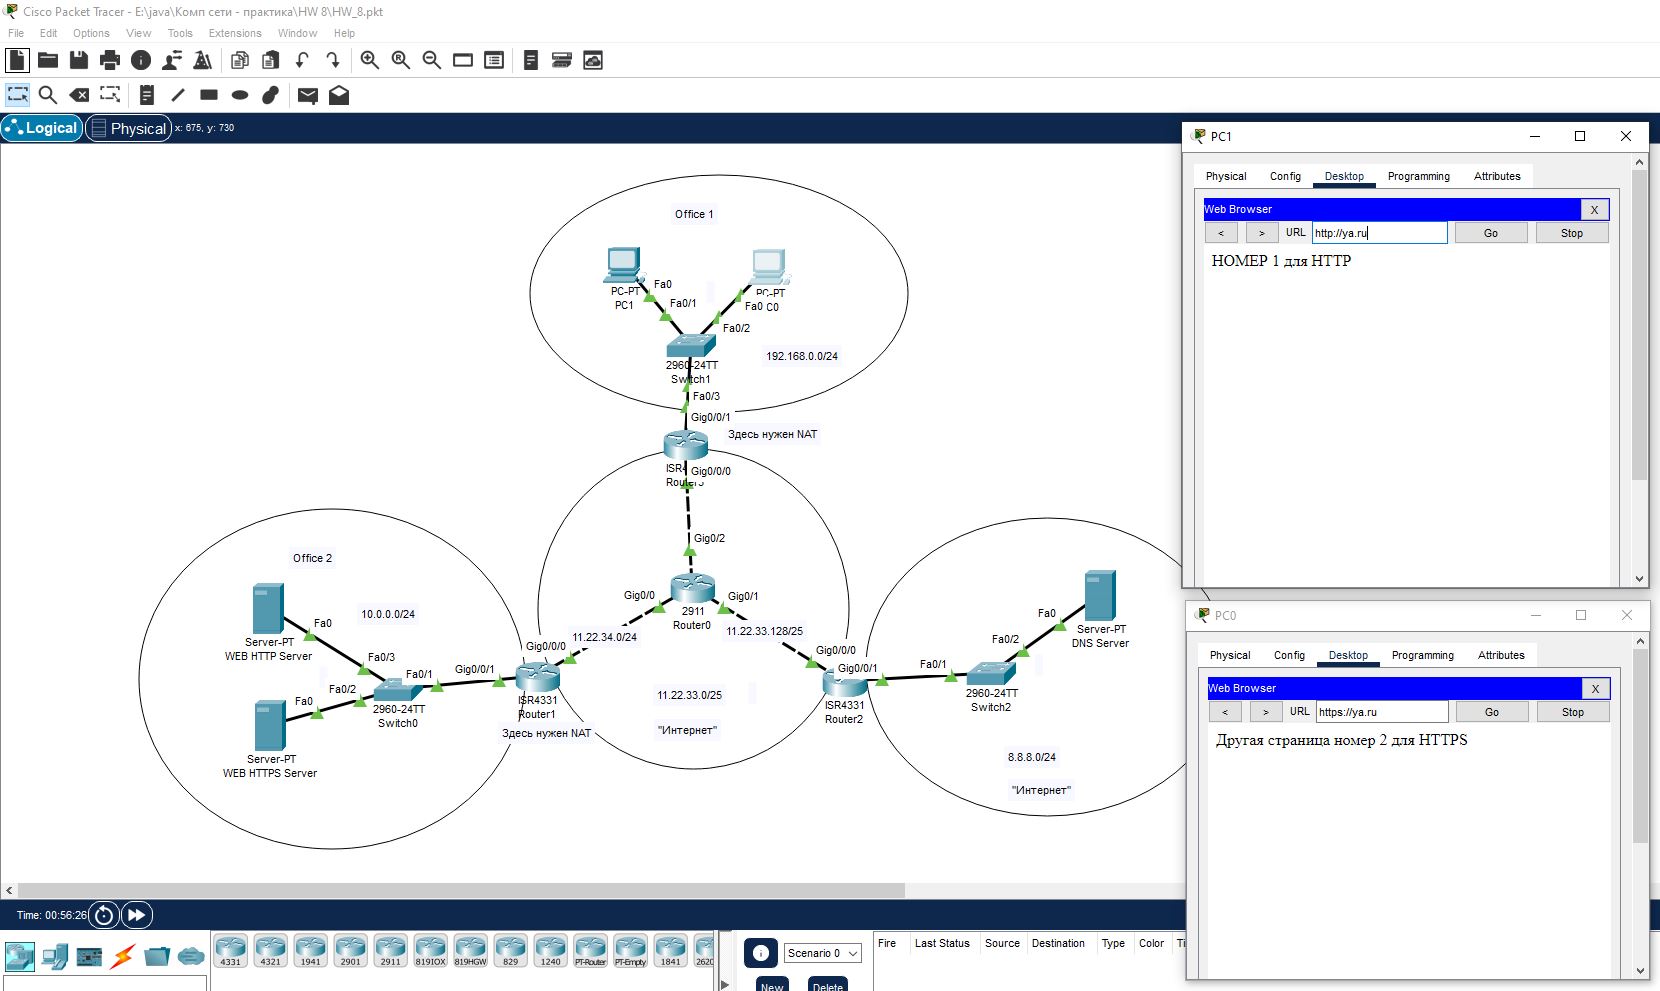 Cisco Packet Tracer - E:\java\Комп сети - практика\HW 8\HW_8.pkt
File Edit Options View Tools Extensions Window Help
Logical Physical x: 675, y: 730
Office 1
PC-PT
PC1
Fa0
Fa0/1
PC-PT
C0
Fa0
Fa0/2
2960-24TT
Switch1
192.168.0.0/24
Fa0/3
Gig0/0/1
Здесь нужен NAT
ISR4
Gig0/0/0
Router3
Gig0/2
Gig0/0
Gig0/1
2911
Router0
11.22.34.0/24
11.22.33.128/25
11.22.33.0/25
"Интернет"
Office 2
10.0.0.0/24
Server-PT
WEB HTTP Server
Fa0
Fa0/3
Fa0/1
Gig0/0/1
Gig0/0/0
Fa0
Fa0/2
2960-24TT
Switch0
Server-PT
WEB HTTPS Server
ISR4331
Router1
Здесь нужен NAT
Gig0/0/0
Gig0/0/1
ISR4331
Router2
Fa0/1
Fa0/2
2960-24TT
Switch2
Fa0
Server-PT
DNS Server
8.8.8.0/24
"Интернет"
PC1
Physical Config Desktop Programming Attributes
Web Browser X
< > URL http://ya.ru Go Stop
НОМЕР 1 для HTTP
PC0
Physical Config Desktop Programming Attributes
Web Browser X
< > URL https://ya.ru Go Stop
Другая страница номер 2 для HTTPS
Time: 00:56:26
4331 4321 1941 2901 2911 819IOX 819HGW 829 1240 PT-Router PT-Empty 1841 2620
Scenario 0
New Delete
Fire Last Status Source Destination Type Color Ti